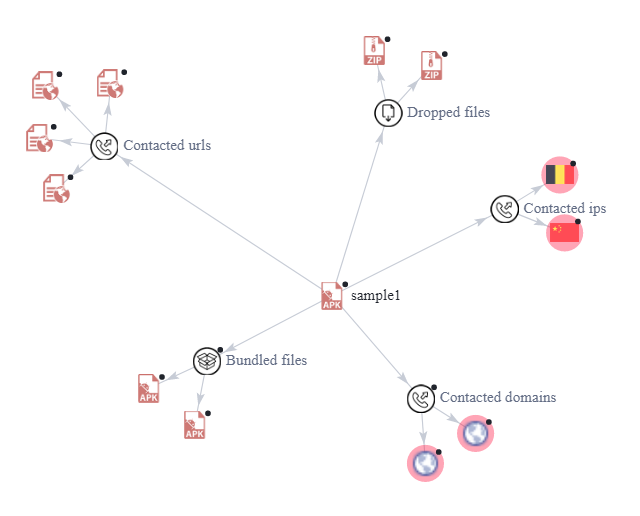 ZIP
ZIP
Dropped files
Contacted urls
Contacted ips
APK
sample1
Bundled files
APK
APK
Contacted domains